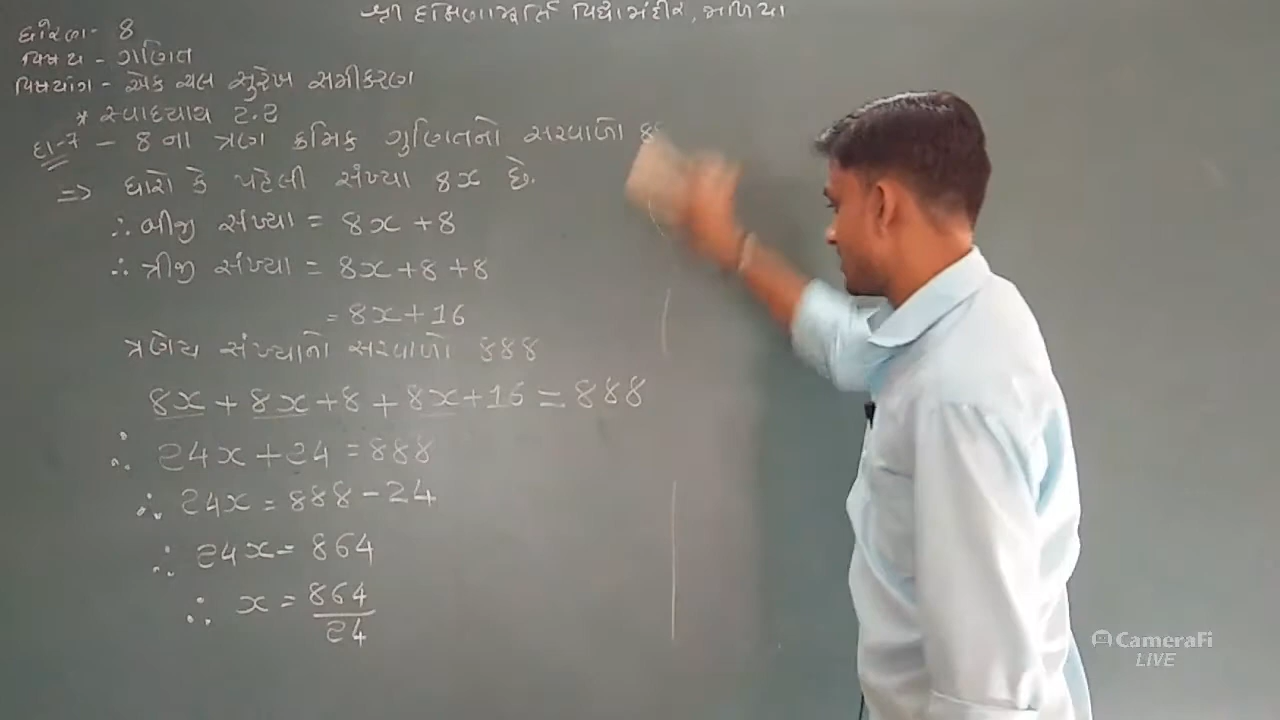 શ્રી દક્ષિણામૂર્તિ વિદ્યામંદીર, માળિયા
ધોરણ - 8
વિષય - ગણિત
વિષયાંગ - એક ચલ સુરેખ સમીકરણ
* સ્વાધ્યાય 2.2
દા-7 - 8 ના ત્રણ ક્રમિક ગુણિતનો સરવાળો 8
⇒ ધારો કે પહેલી સંખ્યા 8x છે.
∴ બીજી સંખ્યા = 8x + 8
∴ ત્રીજી સંખ્યા = 8x + 8 + 8
= 8x + 16
ત્રણેય સંખ્યાનો સરવાળો 888
8x + 8x + 8 + 8x + 16 = 888
∴ 24x + 24 = 888
∴ 24x = 888 - 24
∴ 24x = 864
∴ x = 864
24
CameraFi
LIVE